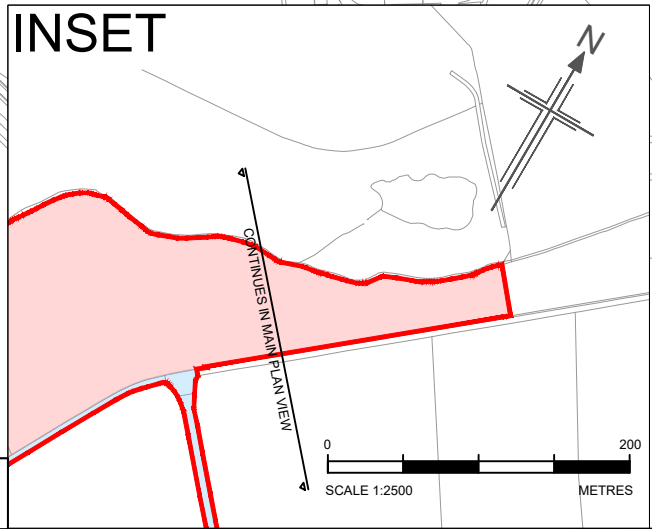 INSET
N
CONTINUES IN MAIN PLAN VIEW
0 200
SCALE 1:2500 METRES